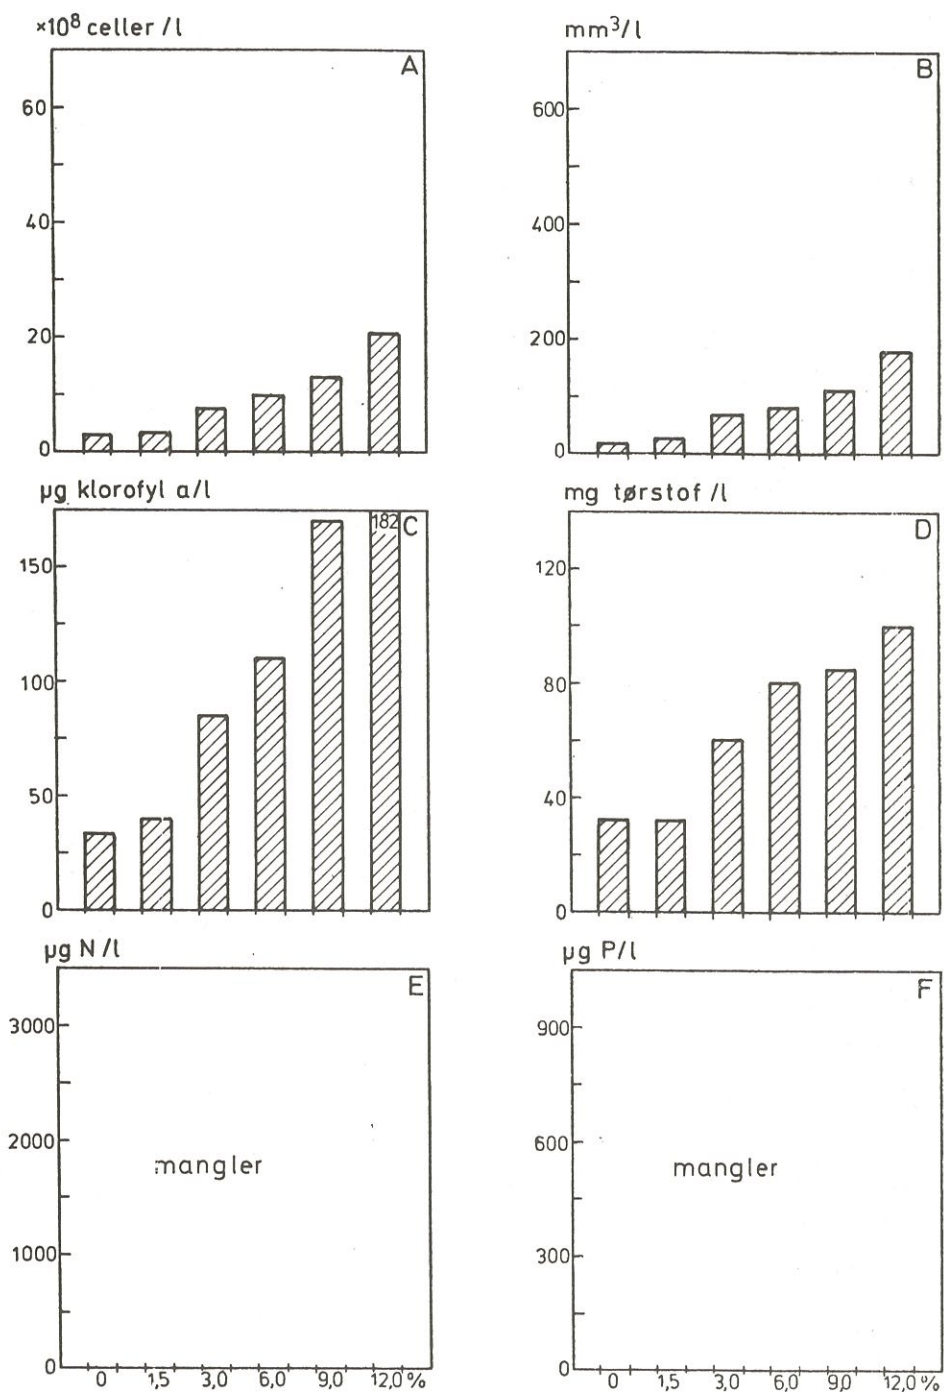 ×10⁸ celler / l
A
60
40
20
0
mm³/l
B
600
400
200
0
µg klorofyl a/l
182
C
150
100
50
0
mg tørstof /l
D
120
80
40
0
µg N /l
E
3000
2000
mangler
1000
0
0 1,5 3,0 6,0 9,0 12,0 %
µg P/l
F
900
600
mangler
300
0
0 1,5 3,0 6,0 9,0 12,0 %